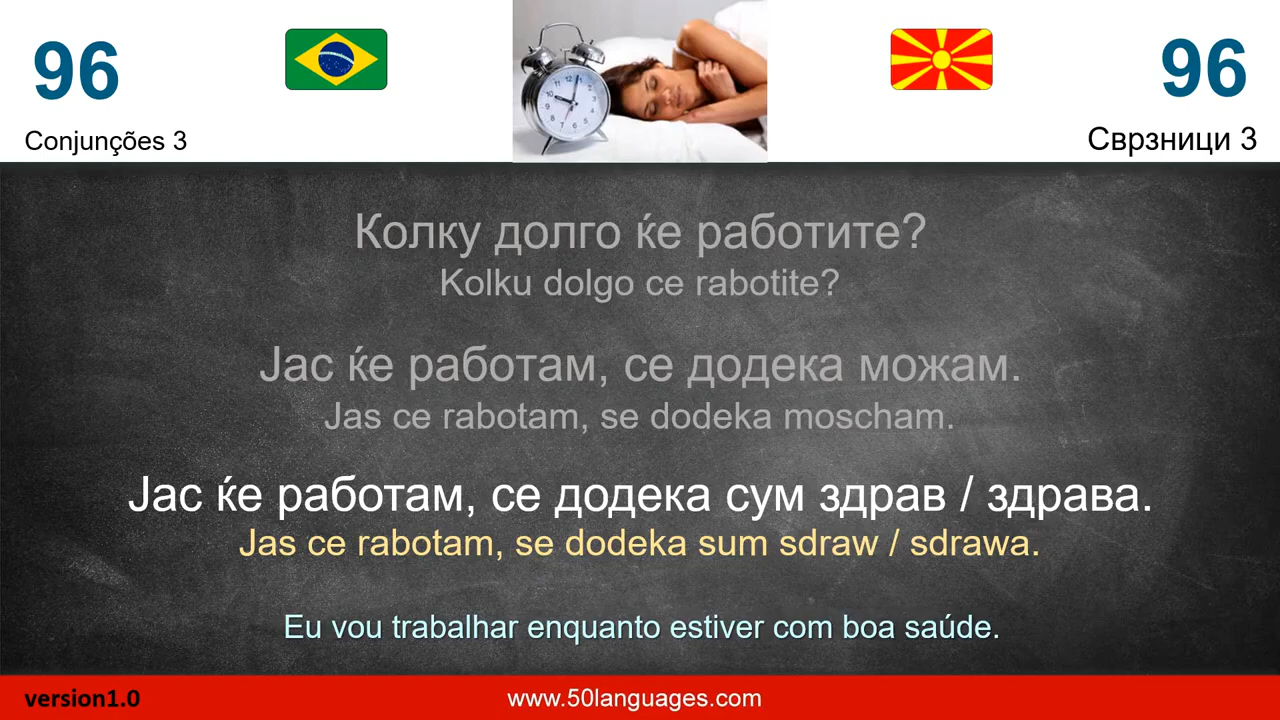 96
96
Conjunções 3
Сврзници 3
Колку долго ќе работите?
Kolku dolgo ce rabotite?
Јас ќе работам, се додека можам.
Jas ce rabotam, se dodeka moscham.
Јас ќе работам, се додека сум здрав / здрава.
Jas ce rabotam, se dodeka sum sdraw / sdrawa.
Eu vou trabalhar enquanto estiver com boa saúde.
version1.0
www.50languages.com